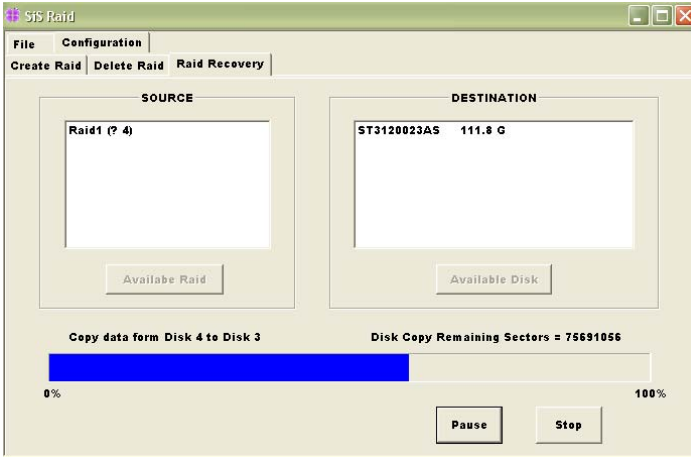 SiS Raid
File Configuration
Create Raid Delete Raid Raid Recovery
SOURCE DESTINATION
Raid1 (? 4) ST3120023AS 111.8 G
Availabe Raid Available Disk
Copy data form Disk 4 to Disk 3 Disk Copy Remaining Sectors = 75691056
0% 100%
Pause Stop